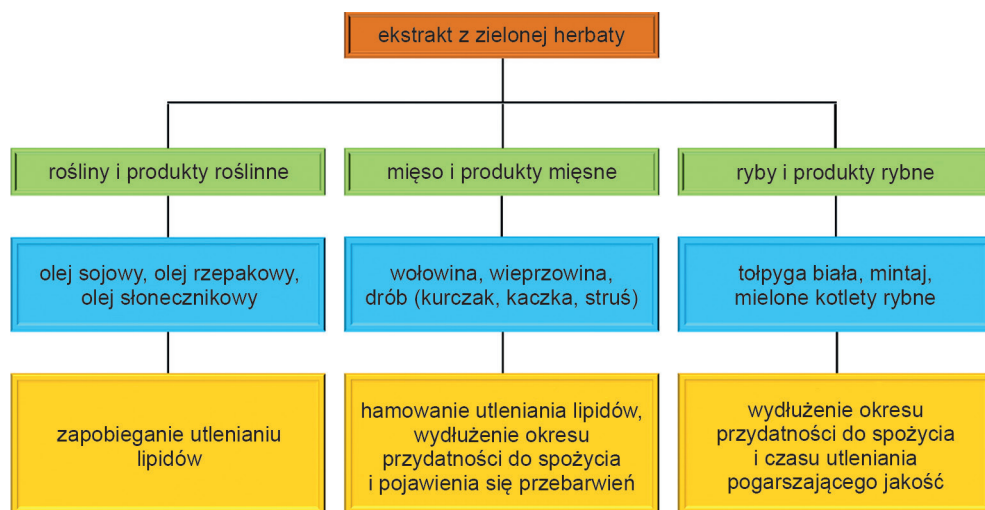 ekstrakt z zielonej herbaty
rośliny i produkty roślinne
mięso i produkty mięsne
ryby i produkty rybne
olej sojowy, olej rzepakowy,
olej słonecznikowy
wołowina, wieprzowina,
drób (kurczak, kaczka, struś)
tołpyga biała, mintaj,
mielone kotlety rybne
zapobieganie utlenianiu
lipidów
hamowanie utleniania lipidów,
wydłużenie okresu
przydatności do spożycia
i pojawienia się przebarwień
wydłużenie okresu
przydatności do spożycia
i czasu utleniania
pogarszającego jakość